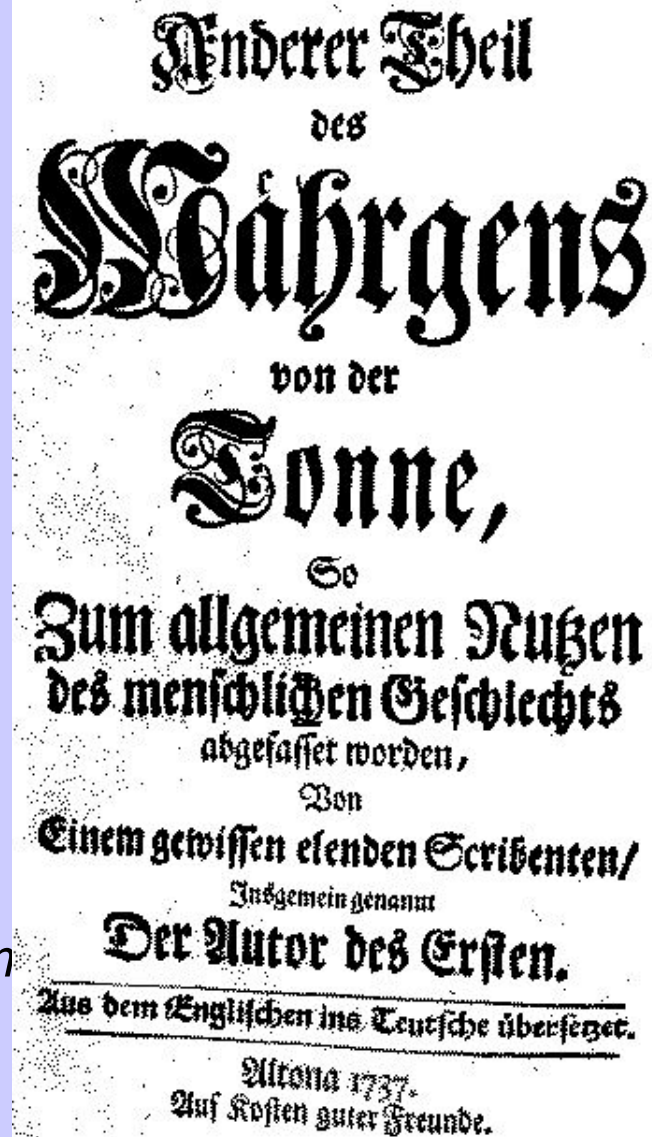 Anderer Theil
des
Mährgens
von der
Tonne,
So
Zum allgemeinen Nutzen
des menschlichen Geschlechts
abgefasset worden,
Von
Einem gewissen elenden Scribenten/
Insgemein genannt
Der Autor des Ersten.
Aus dem Englischen ins Teutsche übersetzet.
Altona 1737.
Auf Kosten guter Freunde.